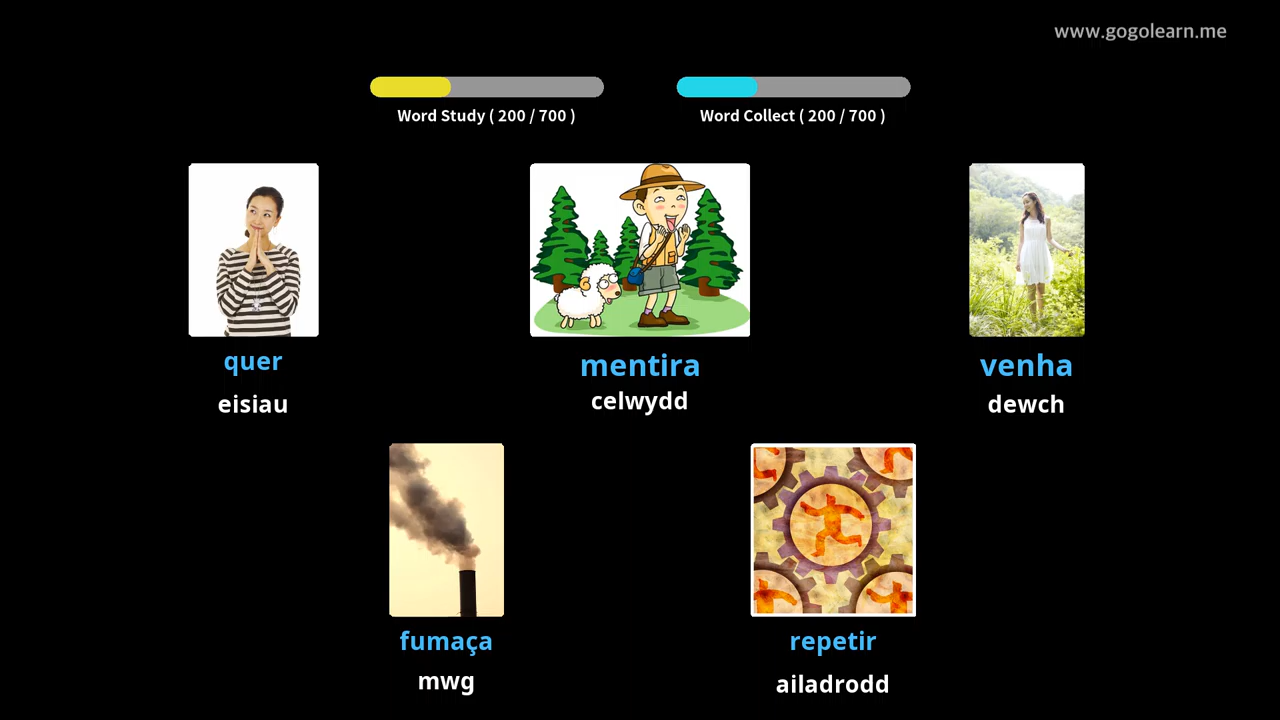 www.gogolearn.me
Word Study ( 200 / 700 )
Word Collect ( 200 / 700 )
quer
eisiau
mentira
celwydd
venha
dewch
fumaça
mwg
repetir
ailadrodd